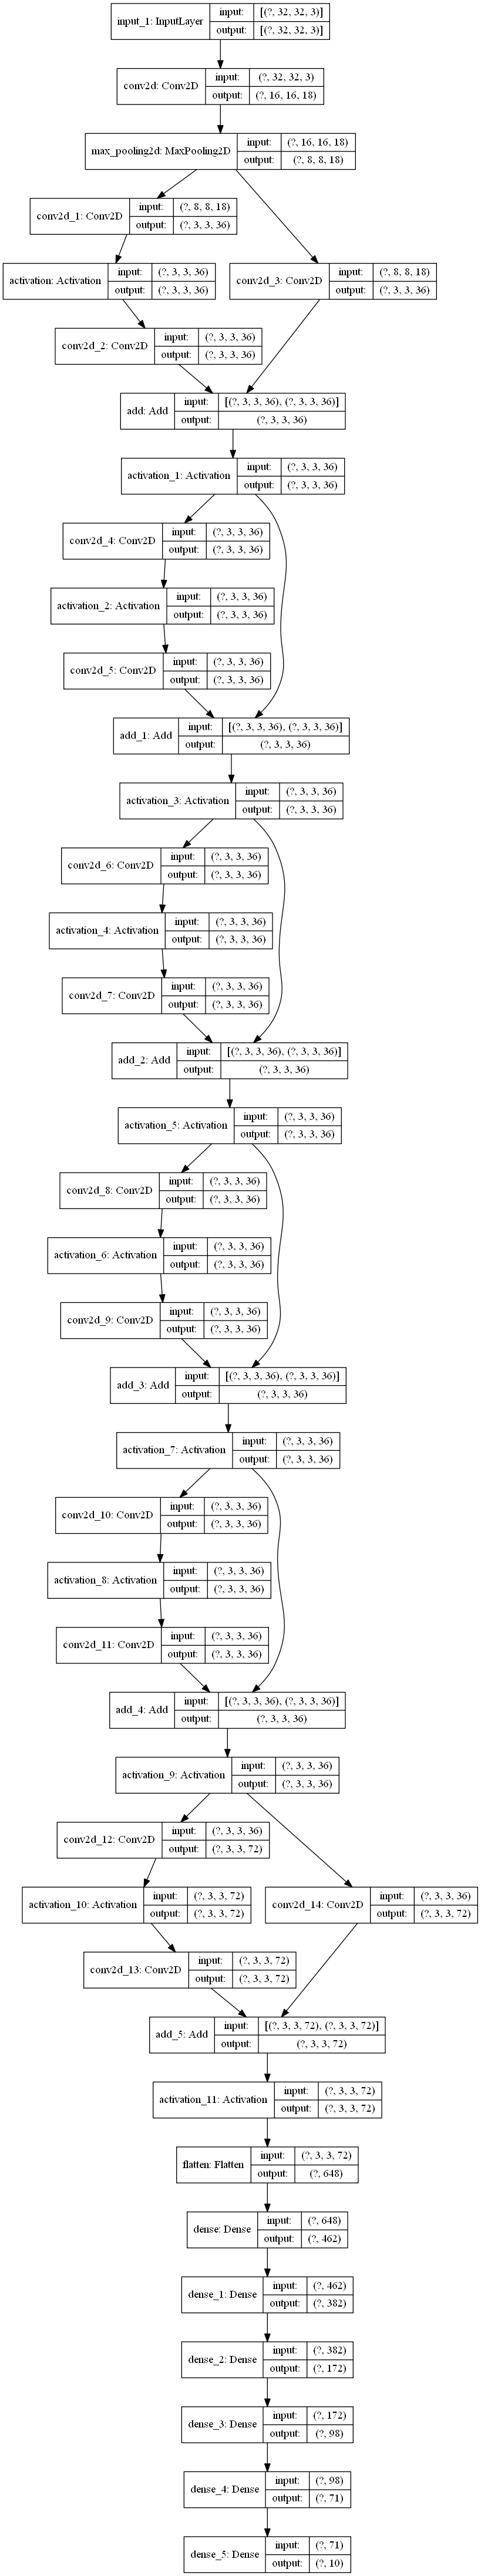 input_1: InputLayer
input: [(?, 32, 32, 3)]
output: [(?, 32, 32, 3)]
conv2d: Conv2D
input: (?, 32, 32, 3)
output: (?, 16, 16, 18)
max_pooling2d: MaxPooling2D
input: (?, 16, 16, 18)
output: (?, 8, 8, 18)
conv2d_1: Conv2D
input: (?, 8, 8, 18)
output: (?, 3, 3, 36)
activation: Activation
input: (?, 3, 3, 36)
output: (?, 3, 3, 36)
conv2d_3: Conv2D
input: (?, 8, 8, 18)
output: (?, 3, 3, 36)
conv2d_2: Conv2D
input: (?, 3, 3, 36)
output: (?, 3, 3, 36)
add: Add
input: [(?, 3, 3, 36), (?, 3, 3, 36)]
output: (?, 3, 3, 36)
activation_1: Activation
input: (?, 3, 3, 36)
output: (?, 3, 3, 36)
conv2d_4: Conv2D
input: (?, 3, 3, 36)
output: (?, 3, 3, 36)
activation_2: Activation
input: (?, 3, 3, 36)
output: (?, 3, 3, 36)
conv2d_5: Conv2D
input: (?, 3, 3, 36)
output: (?, 3, 3, 36)
add_1: Add
input: [(?, 3, 3, 36), (?, 3, 3, 36)]
output: (?, 3, 3, 36)
activation_3: Activation
input: (?, 3, 3, 36)
output: (?, 3, 3, 36)
conv2d_6: Conv2D
input: (?, 3, 3, 36)
output: (?, 3, 3, 36)
activation_4: Activation
input: (?, 3, 3, 36)
output: (?, 3, 3, 36)
conv2d_7: Conv2D
input: (?, 3, 3, 36)
output: (?, 3, 3, 36)
add_2: Add
input: [(?, 3, 3, 36), (?, 3, 3, 36)]
output: (?, 3, 3, 36)
activation_5: Activation
input: (?, 3, 3, 36)
output: (?, 3, 3, 36)
conv2d_8: Conv2D
input: (?, 3, 3, 36)
output: (?, 3, 3, 36)
activation_6: Activation
input: (?, 3, 3, 36)
output: (?, 3, 3, 36)
conv2d_9: Conv2D
input: (?, 3, 3, 36)
output: (?, 3, 3, 36)
add_3: Add
input: [(?, 3, 3, 36), (?, 3, 3, 36)]
output: (?, 3, 3, 36)
activation_7: Activation
input: (?, 3, 3, 36)
output: (?, 3, 3, 36)
conv2d_10: Conv2D
input: (?, 3, 3, 36)
output: (?, 3, 3, 36)
activation_8: Activation
input: (?, 3, 3, 36)
output: (?, 3, 3, 36)
conv2d_11: Conv2D
input: (?, 3, 3, 36)
output: (?, 3, 3, 36)
add_4: Add
input: [(?, 3, 3, 36), (?, 3, 3, 36)]
output: (?, 3, 3, 36)
activation_9: Activation
input: (?, 3, 3, 36)
output: (?, 3, 3, 36)
conv2d_12: Conv2D
input: (?, 3, 3, 36)
output: (?, 3, 3, 72)
activation_10: Activation
input: (?, 3, 3, 72)
output: (?, 3, 3, 72)
conv2d_14: Conv2D
input: (?, 3, 3, 36)
output: (?, 3, 3, 72)
conv2d_13: Conv2D
input: (?, 3, 3, 72)
output: (?, 3, 3, 72)
add_5: Add
input: [(?, 3, 3, 72), (?, 3, 3, 72)]
output: (?, 3, 3, 72)
activation_11: Activation
input: (?, 3, 3, 72)
output: (?, 3, 3, 72)
flatten: Flatten
input: (?, 3, 3, 72)
output: (?, 648)
dense: Dense
input: (?, 648)
output: (?, 462)
dense_1: Dense
input: (?, 462)
output: (?, 382)
dense_2: Dense
input: (?, 382)
output: (?, 172)
dense_3: Dense
input: (?, 172)
output: (?, 98)
dense_4: Dense
input: (?, 98)
output: (?, 71)
dense_5: Dense
input: (?, 71)
output: (?, 10)